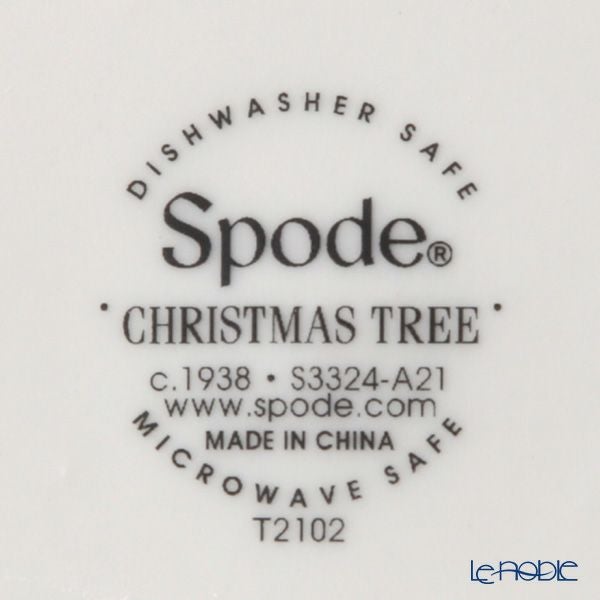 DISHWASHER SAFE
Spode®
· CHRISTMAS TREE ·
c.1938 · S3324-A21
www.spode.com
MADE IN CHINA
MICROWAVE SAFE
T2102
Le-noble